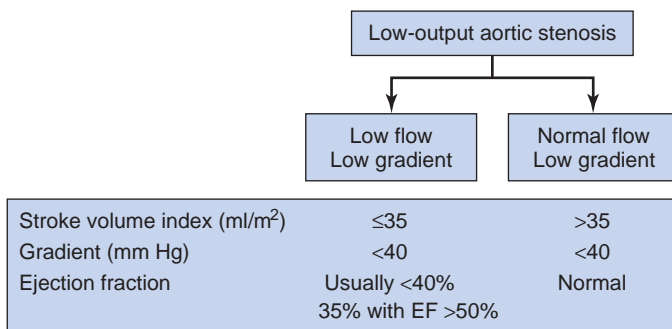 Low-output aortic stenosis
Low flow
Low gradient
Normal flow
Low gradient
Stroke volume index (ml/m²) ≤35 >35
Gradient (mm Hg) <40 <40
Ejection fraction Usually <40% Normal
35% with EF >50%